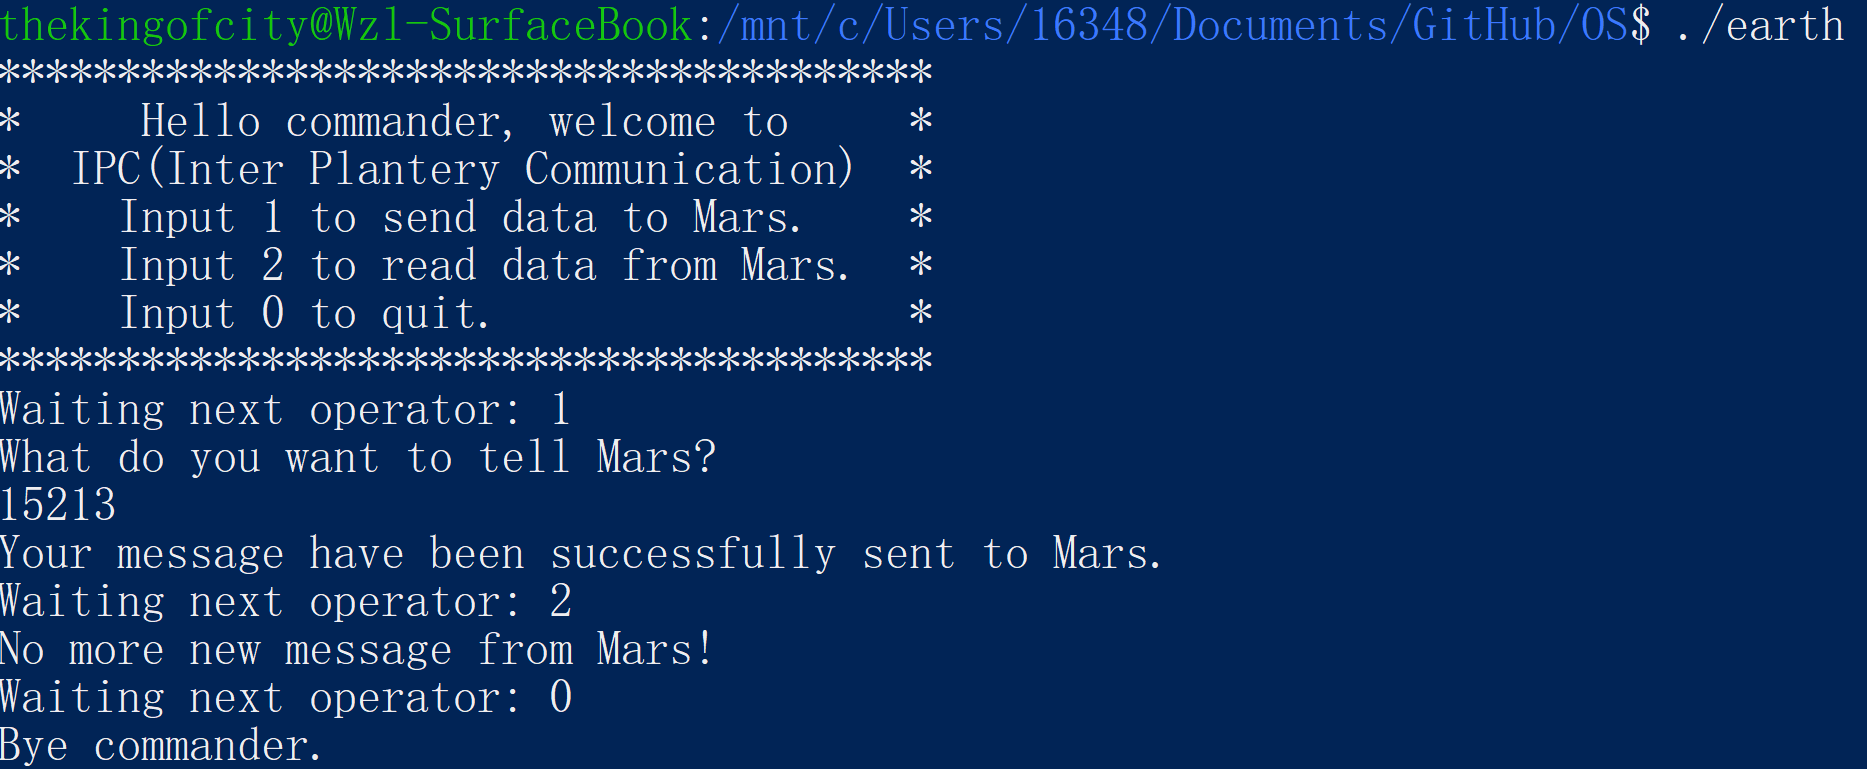 thekingofcity@Wzl-SurfaceBook:/mnt/c/Users/16348/Documents/GitHub/OS$ ./earth
***************************************
*     Hello commander, welcome to     *
*  IPC(Inter Plantery Communication)  *
*    Input 1 to send data to Mars.    *
*    Input 2 to read data from Mars.  *
*    Input 0 to quit.                 *
***************************************
Waiting next operator: 1
What do you want to tell Mars?
15213
Your message have been successfully sent to Mars.
Waiting next operator: 2
No more new message from Mars!
Waiting next operator: 0
Bye commander.